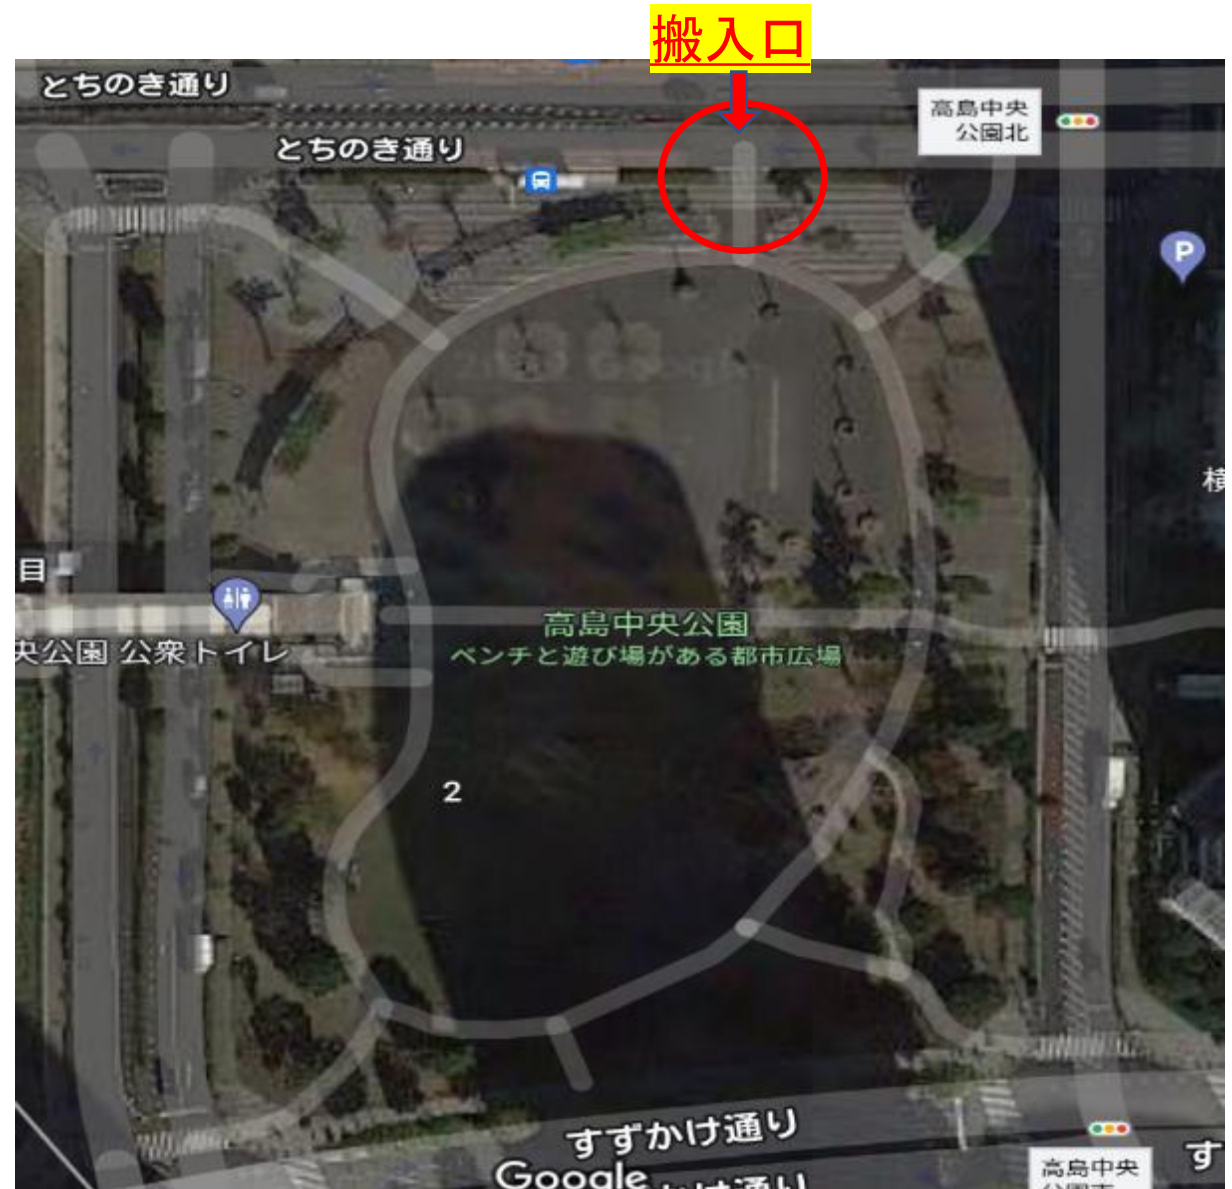 搬入口
とちのき通り
高島中央
公園北
とちのき通り
P
横
目
高島中央公園
央公園 公衆トイレ
ベンチと遊び場がある都市広場
2
すずかけ通り
す
高島中央
Google